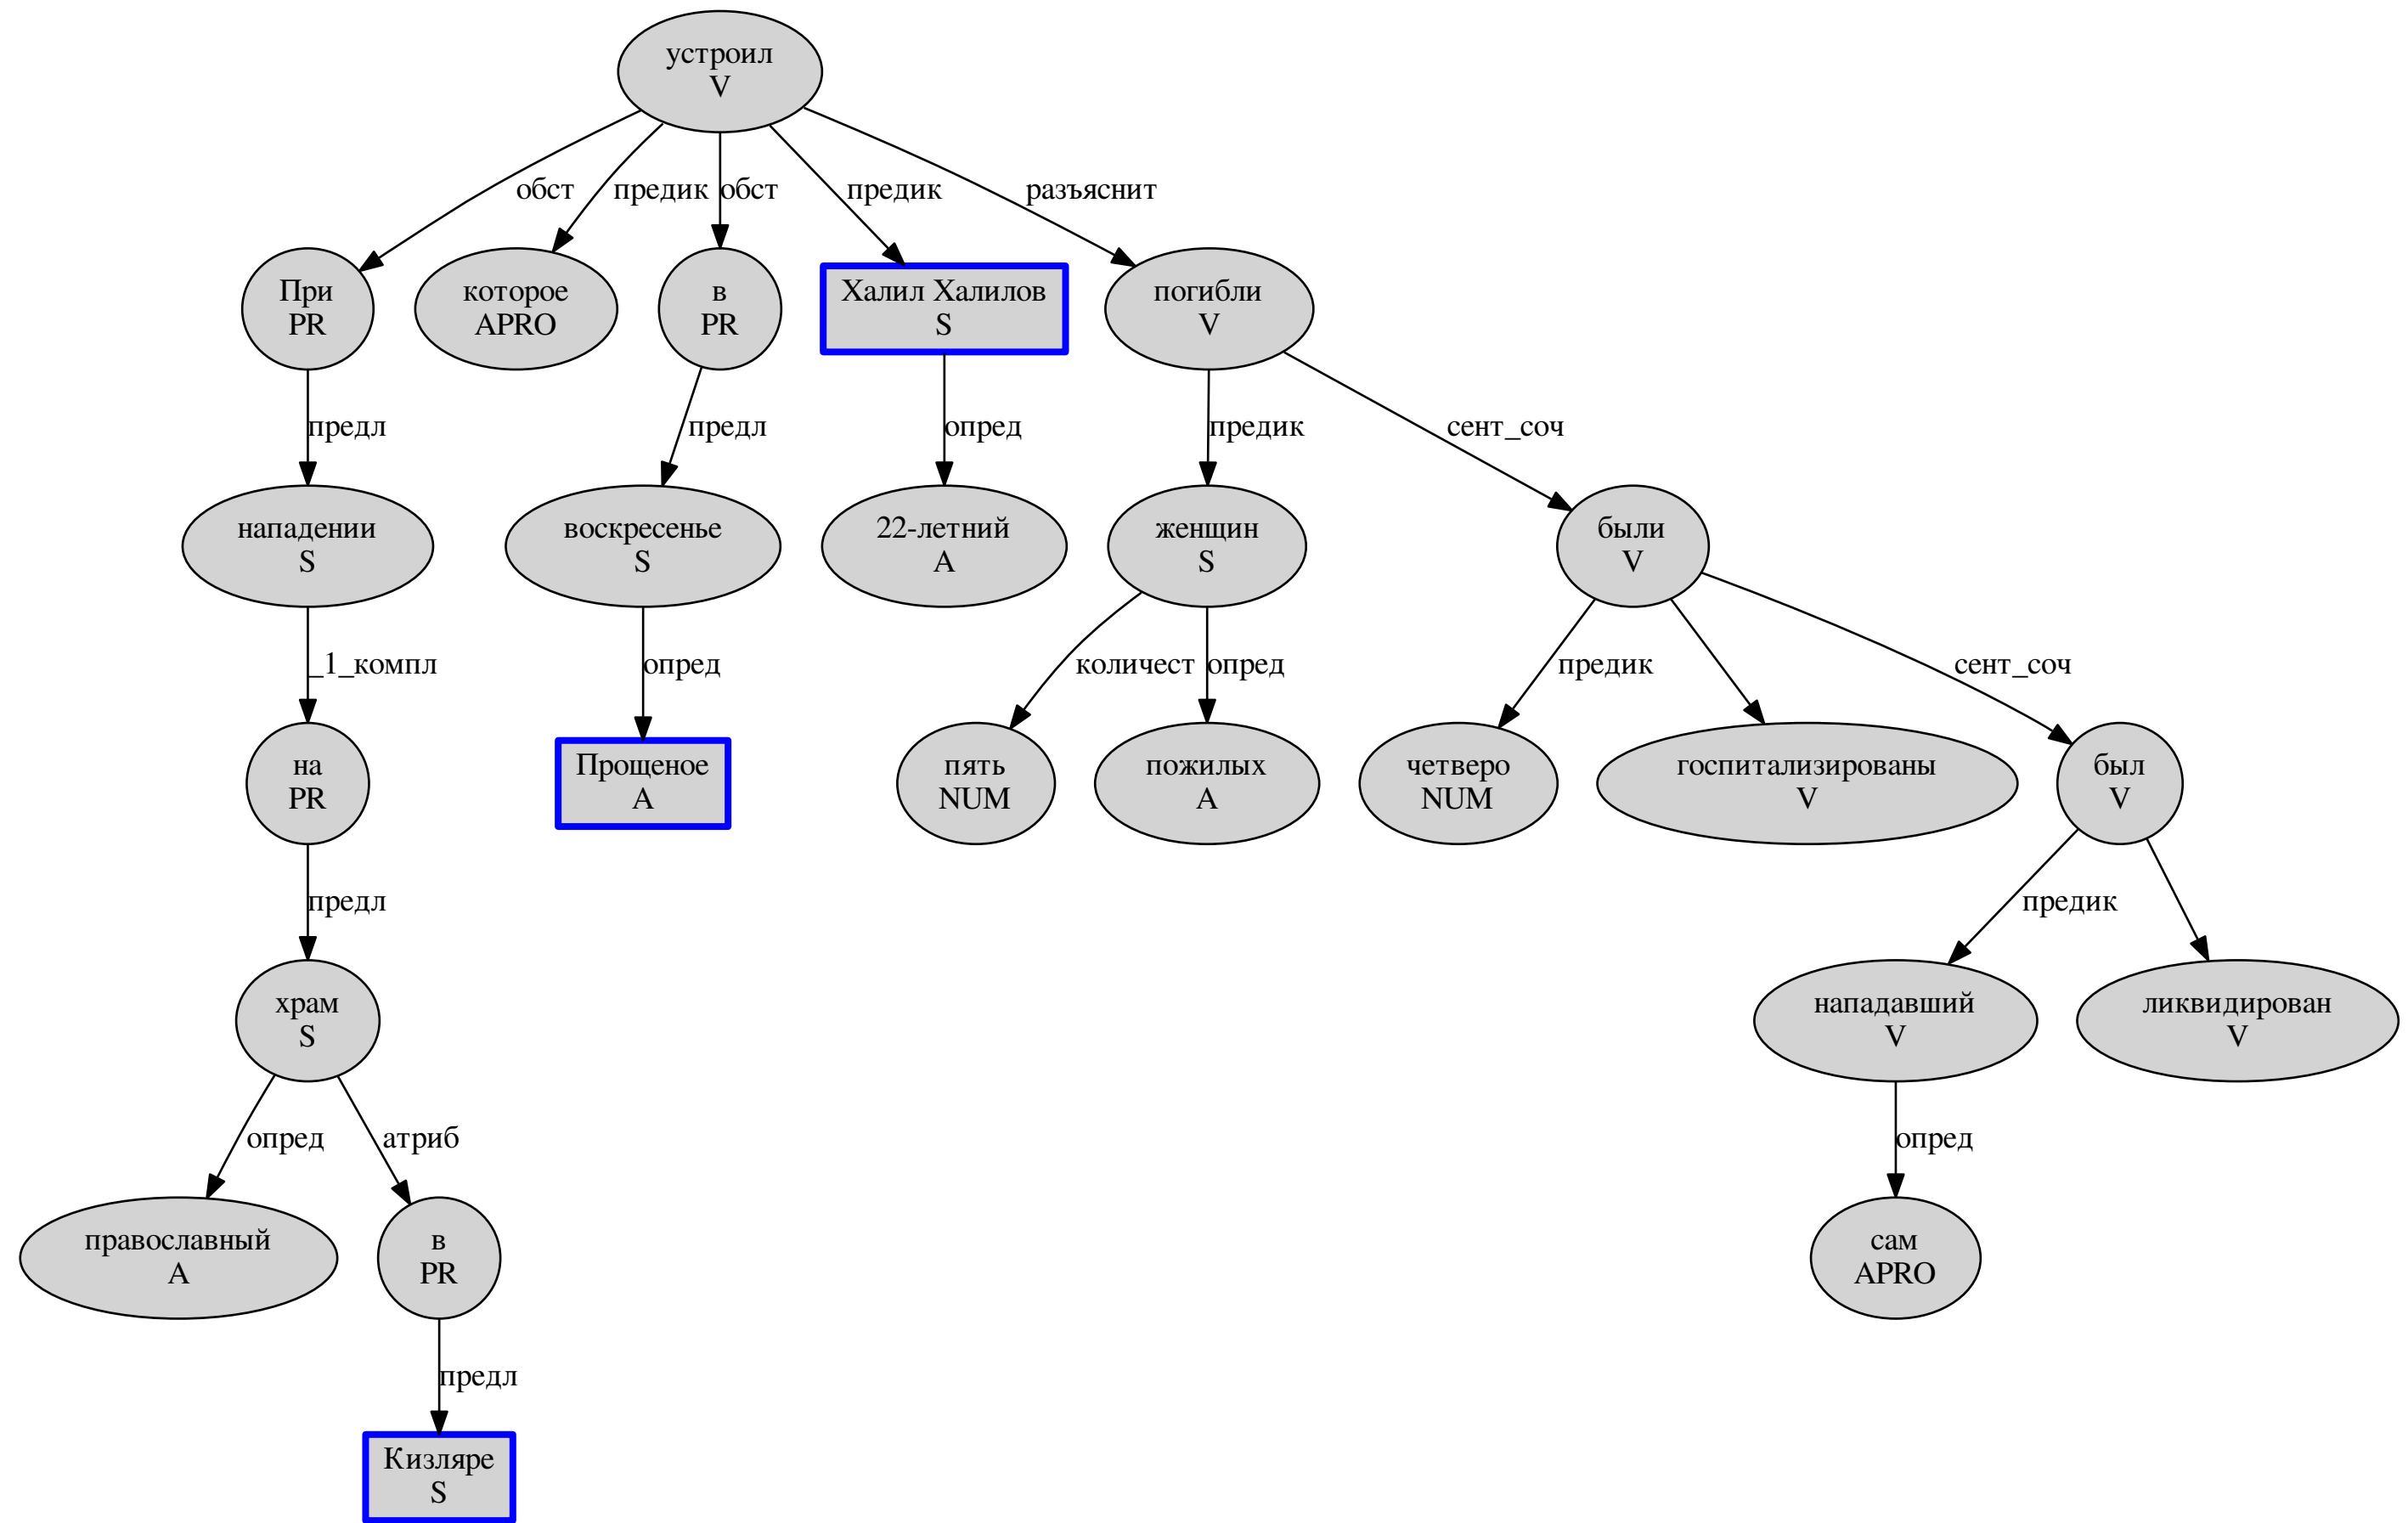 устроил
V
обст
предик
обст
предик
разъяснит
При
PR
которое
APRO
в
PR
Халил Халилов
S
погибли
V
предл
предл
опред
предик
сент_соч
нападении
S
воскресенье
S
22-летний
A
женщин
S
были
V
_1_компл
опред
количест
опред
предик
сент_соч
на
PR
Прощеное
A
пять
NUM
пожилых
A
четверо
NUM
госпитализированы
V
был
V
предл
предик
храм
S
нападавший
V
ликвидирован
V
опред
атриб
опред
православный
A
в
PR
сам
APRO
предл
Кизляре
S